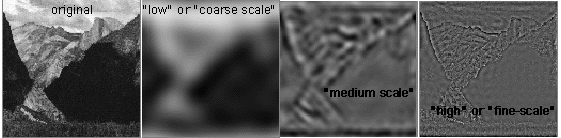 original
"low" or "coarse scale"
"medium scale"
"high" or "fine-scale"